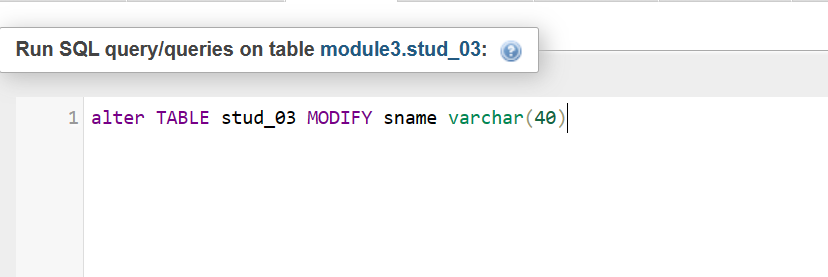 Run SQL query/queries on table module3.stud_03:
1 alter TABLE stud_03 MODIFY sname varchar(40)